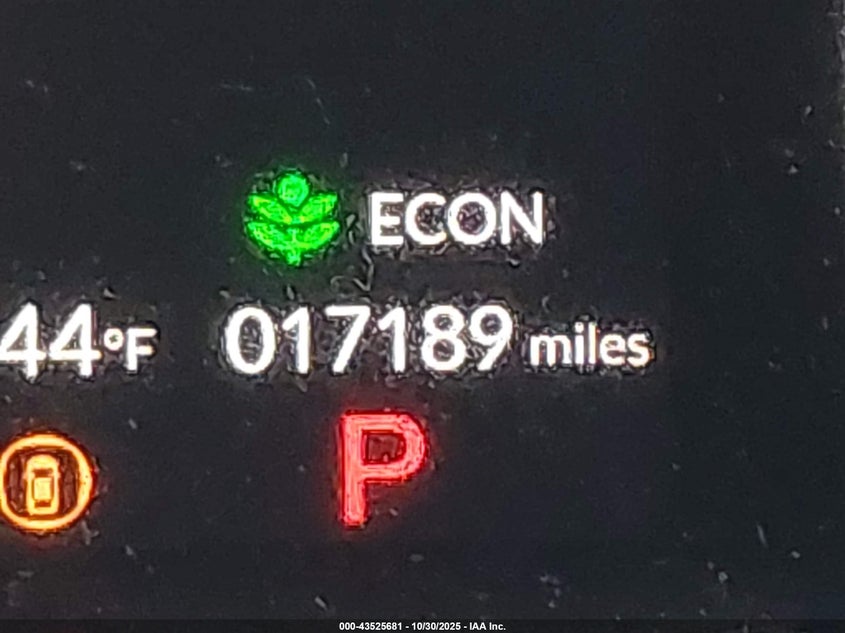 ECON
44°F 017189 miles
P
000-43525681 - 10/30/2025 - IAA Inc.